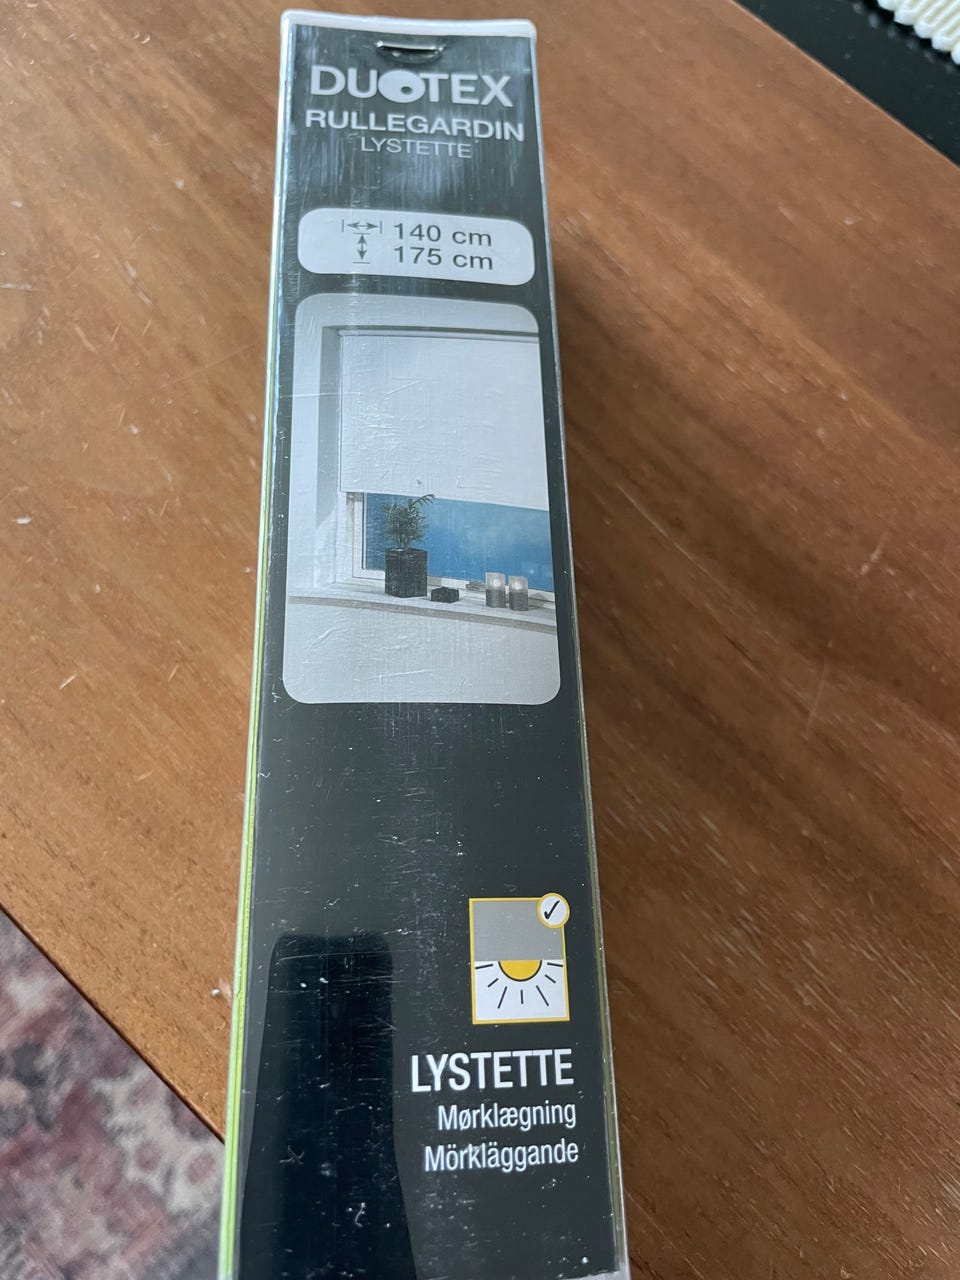 DUOTEX
RULLEGARDIN
LYSTETTE
140 cm
175 cm
LYSTETTE
Mørklægning
Mörkläggande